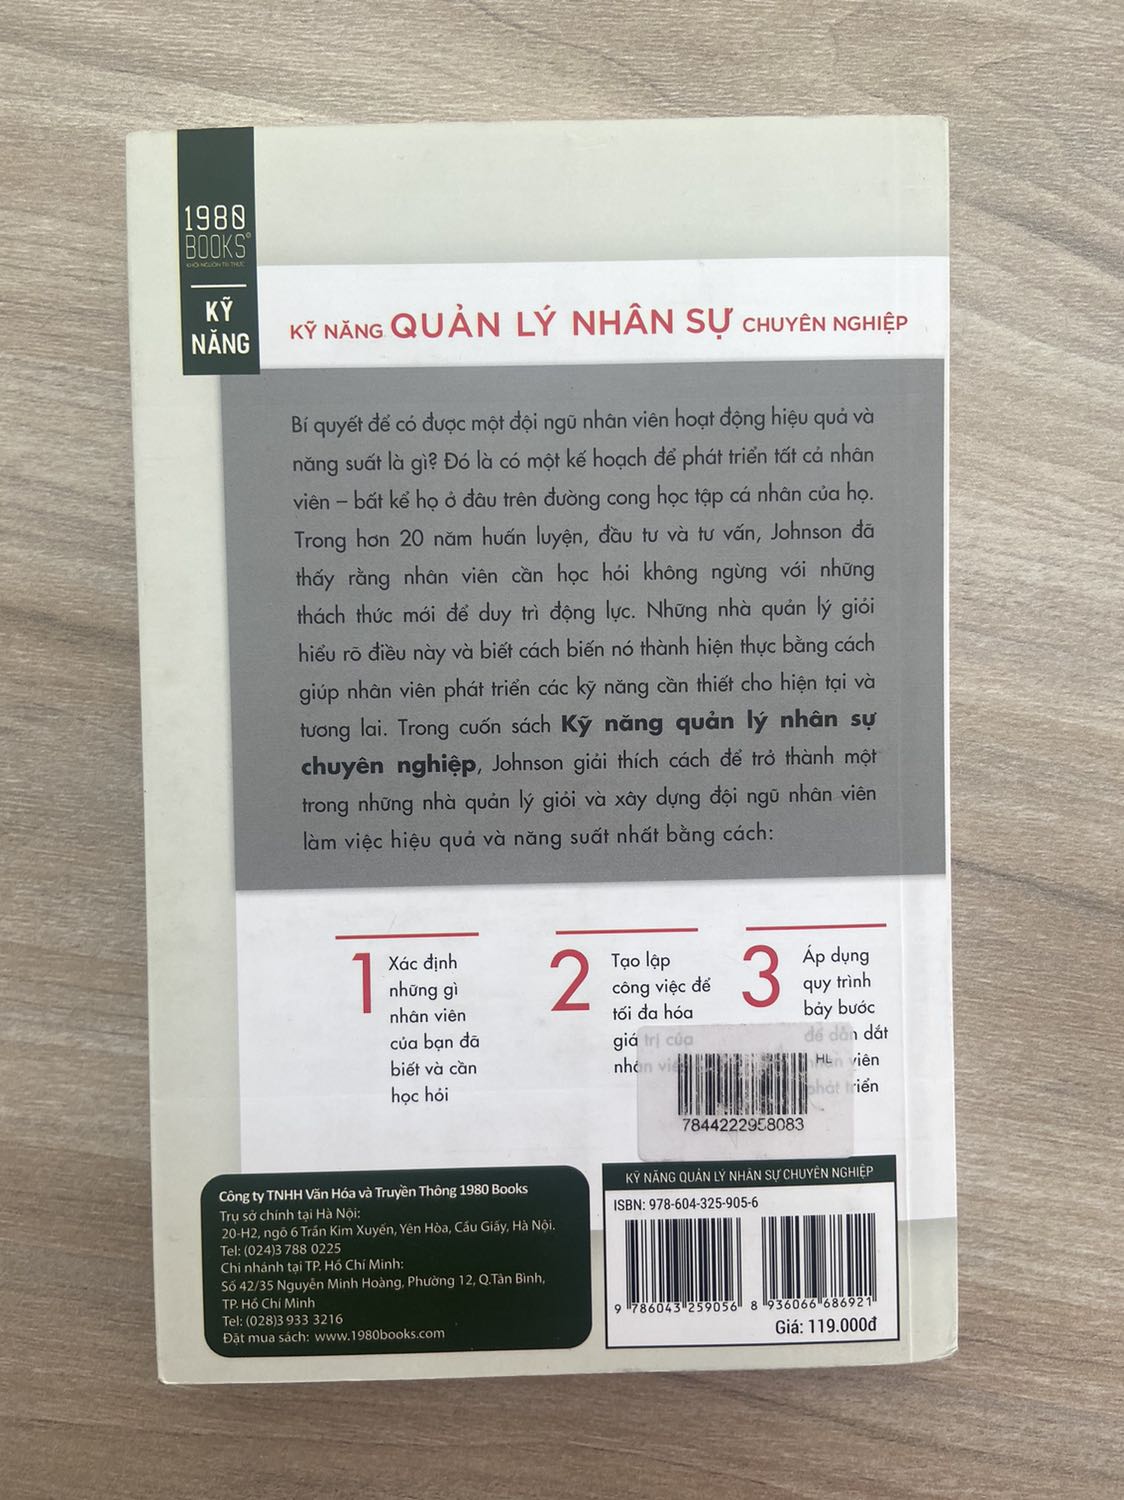 1980
BOOKS
KHƠI NGUỒN TRI THỨC
KỸ
NĂNG
KỸ NĂNG QUẢN LÝ NHÂN SỰ CHUYÊN NGHIỆP
Bí quyết để có được một đội ngũ nhân viên hoạt động hiệu quả và
năng suất là gì? Đó là có một kế hoạch để phát triển tất cả nhân
viên – bất kể họ ở đâu trên đường cong học tập cá nhân của họ.
Trong hơn 20 năm huấn luyện, đầu tư và tư vấn, Johnson đã
thấy rằng nhân viên cần học hỏi không ngừng với những
thách thức mới để duy trì động lực. Những nhà quản lý giỏi
hiểu rõ điều này và biết cách biến nó thành hiện thực bằng cách
giúp nhân viên phát triển các kỹ năng cần thiết cho hiện tại và
tương lai. Trong cuốn sách Kỹ năng quản lý nhân sự
chuyên nghiệp, Johnson giải thích cách để trở thành một
trong những nhà quản lý giỏi và xây dựng đội ngũ nhân viên
làm việc hiệu quả và năng suất nhất bằng cách:
1
Xác định
những gì
nhân viên
của bạn đã
biết và cần
học hỏi
2
Tạo lập
công việc để
tối đa hóa
giá trị của
nhân viên
3
Áp dụng
quy trình
bảy bước
để dẫn dắt
nhân viên
phát triển
HL
7844222958083
Công ty TNHH Văn Hóa và Truyền Thông 1980 Books
Trụ sở chính tại Hà Nội:
20-H2, ngõ 6 Trần Kim Xuyến, Yên Hòa, Cầu Giấy, Hà Nội.
Tel: (024)3 788 0225
Chi nhánh tại TP. Hồ Chí Minh:
Số 42/35 Nguyễn Minh Hoàng, Phường 12, Q.Tân Bình,
TP. Hồ Chí Minh
Tel: (028)3 933 3216
Đặt mua sách: www.1980books.com
KỸ NĂNG QUẢN LÝ NHÂN SỰ CHUYÊN NGHIỆP
ISBN: 978-604-325-905-6
9 786043 259056
8 936066 686921
Giá: 119.000đ